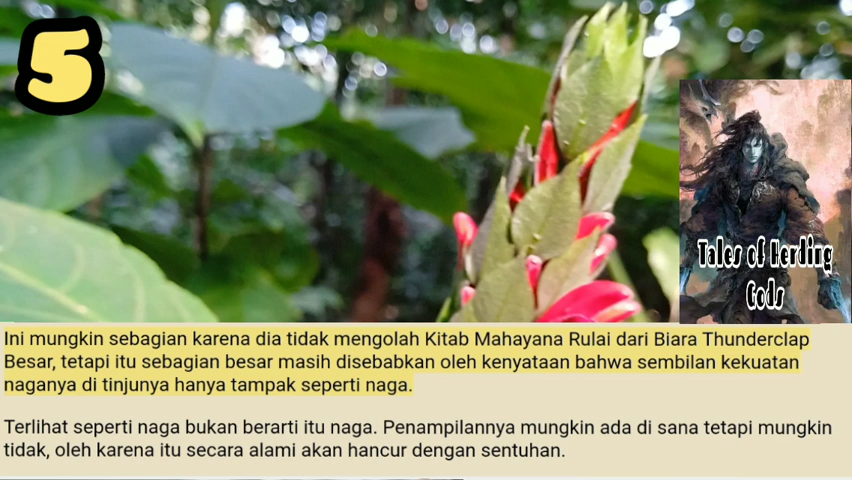 5
Tales of Herding
Gods
Ini mungkin sebagian karena dia tidak mengolah Kitab Mahayana Rulai dari Biara Thunderclap
Besar, tetapi itu sebagian besar masih disebabkan oleh kenyataan bahwa sembilan kekuatan
naganya di tinjunya hanya tampak seperti naga.
Terlihat seperti naga bukan berarti itu naga. Penampilannya mungkin ada di sana tetapi mungkin
tidak, oleh karena itu secara alami akan hancur dengan sentuhan.